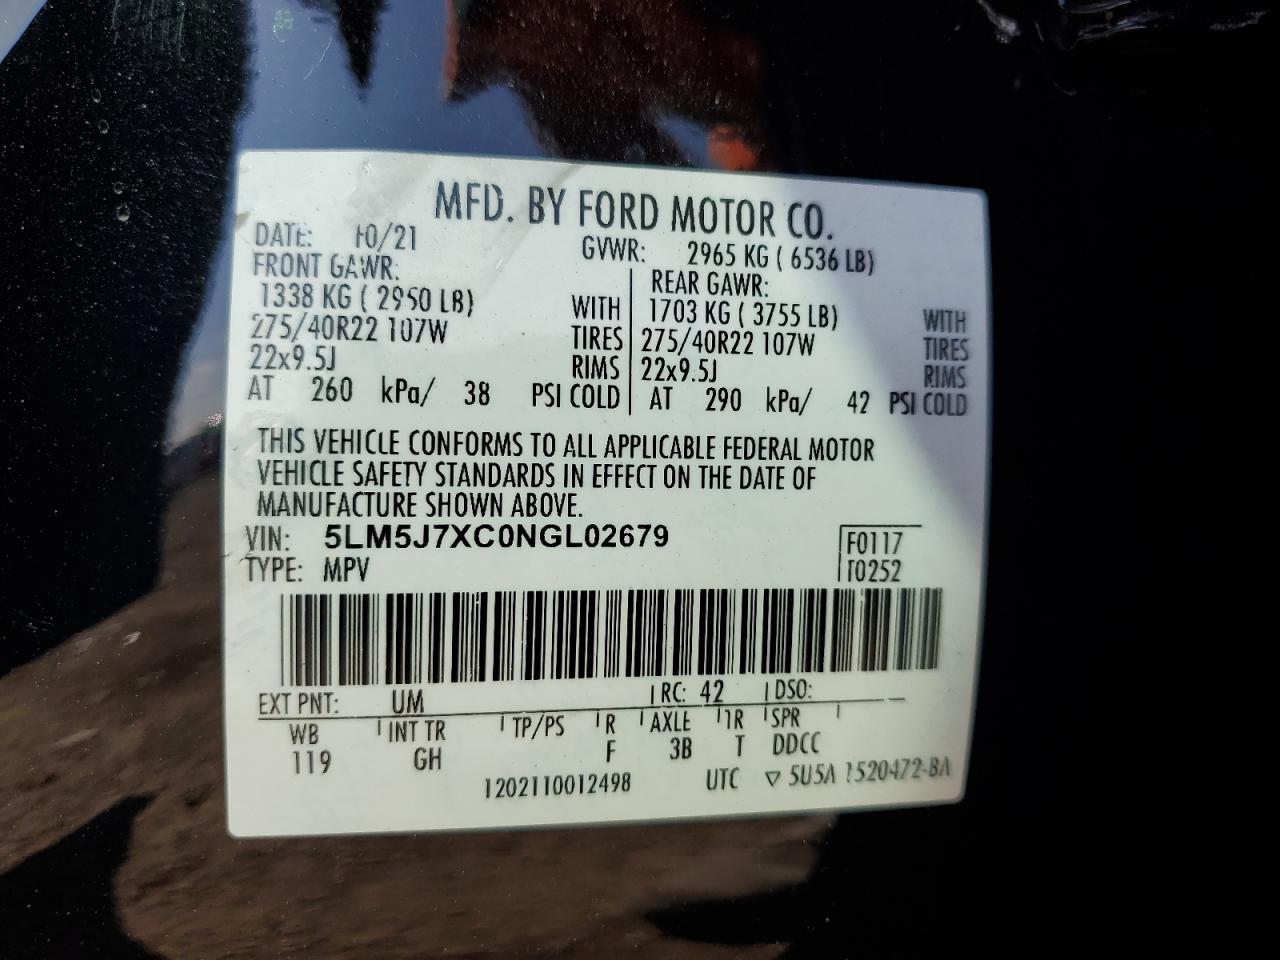 MFD. BY FORD MOTOR CO.
DATE: 10/21 GVWR: 2965 KG ( 6536 LB)
FRONT GAWR: REAR GAWR:
1338 KG ( 2950 LB) WITH 1703 KG ( 3755 LB) WITH
275/40R22 107W TIRES 275/40R22 107W TIRES
22x9.5J RIMS 22x9.5J RIMS
AT 260 kPa/ 38 PSI COLD AT 290 kPa/ 42 PSI COLD
THIS VEHICLE CONFORMS TO ALL APPLICABLE FEDERAL MOTOR
VEHICLE SAFETY STANDARDS IN EFFECT ON THE DATE OF
MANUFACTURE SHOWN ABOVE.
VIN: 5LM5J7XC0NGL02679 F0117
TYPE: MPV T0252
EXT PNT: UM RC: 42 DSO:
WB INT TR TP/PS R AXLE TR SPR
119 GH F 3B T DDCC
1202110012498 UTC ▽ 5U5A 1520472-BA